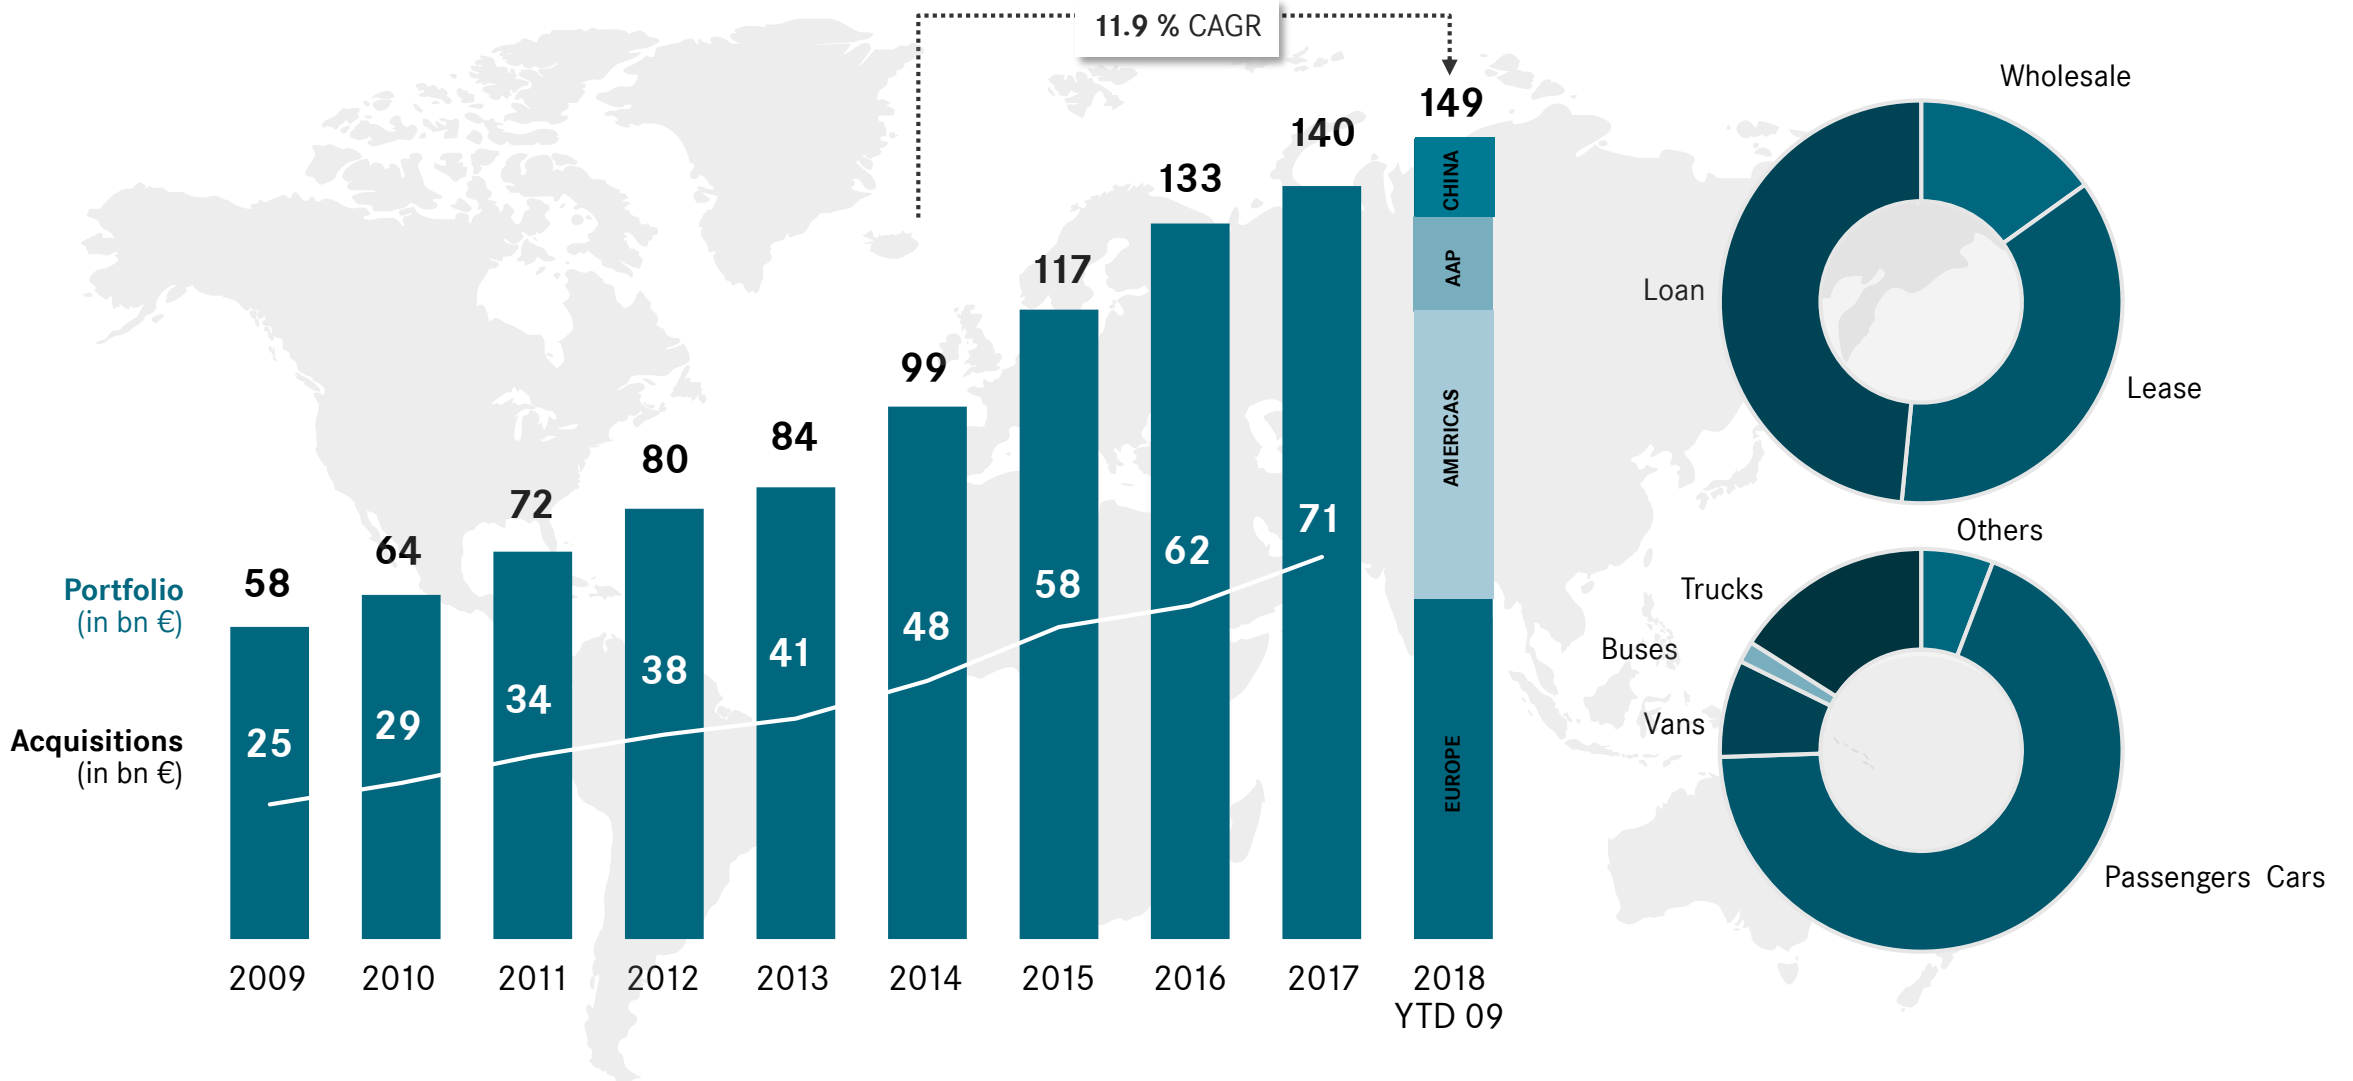 11.9 % CAGR
Portfolio
(in bn €)
Acquisitions
(in bn €)
58
64
72
80
84
99
117
133
140
149
25
29
34
38
41
48
58
62
71
CHINA
AAP
AMERICAS
EUROPE
2009
2010
2011
2012
2013
2014
2015
2016
2017
2018
YTD 09
Wholesale
Loan
Lease
Others
Trucks
Buses
Vans
Passengers Cars